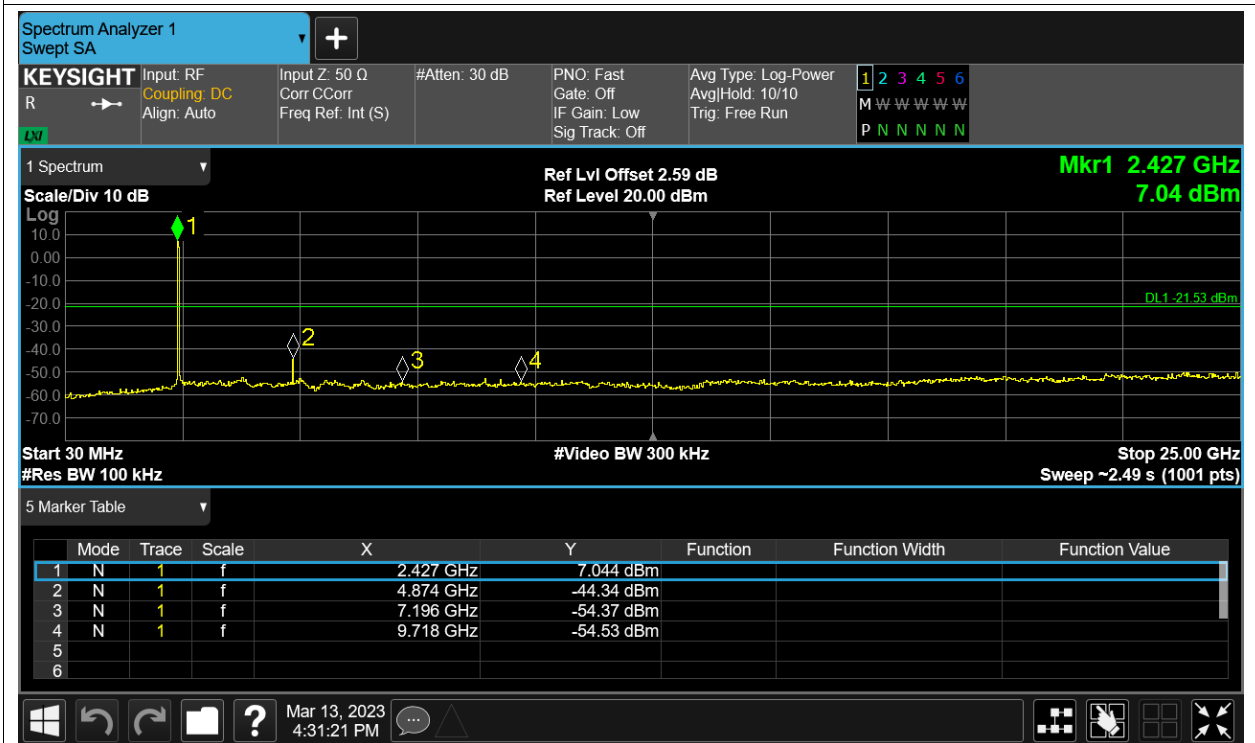 Spectrum Analyzer 1
Swept SA
+
KEYSIGHT
R
LXI
Input: RF
Coupling: DC
Align: Auto
Input Z: 50 Ω
Corr CCorr
Freq Ref: Int (S)
#Atten: 30 dB
PNO: Fast
Gate: Off
IF Gain: Low
Sig Track: Off
Avg Type: Log-Power
Avg|Hold: 10/10
Trig: Free Run
1 2 3 4 5 6
M W W W W W
P N N N N N
1 Spectrum
Scale/Div 10 dB
Ref Lvl Offset 2.59 dB
Ref Level 20.00 dBm
Mkr1 2.427 GHz
7.04 dBm
Log
10.0
0.00
-10.0
-20.0
-30.0
-40.0
-50.0
-60.0
-70.0
1
2
3
4
DL1 -21.53 dBm
Start 30 MHz
#Video BW 300 kHz
Stop 25.00 GHz
#Res BW 100 kHz
Sweep ~2.49 s (1001 pts)
5 Marker Table
Mode Trace Scale X Y Function Function Width Function Value
1 N 1 f 2.427 GHz 7.044 dBm
2 N 1 f 4.874 GHz -44.34 dBm
3 N 1 f 7.196 GHz -54.37 dBm
4 N 1 f 9.718 GHz -54.53 dBm
5
6
?
Mar 13, 2023
4:31:21 PM